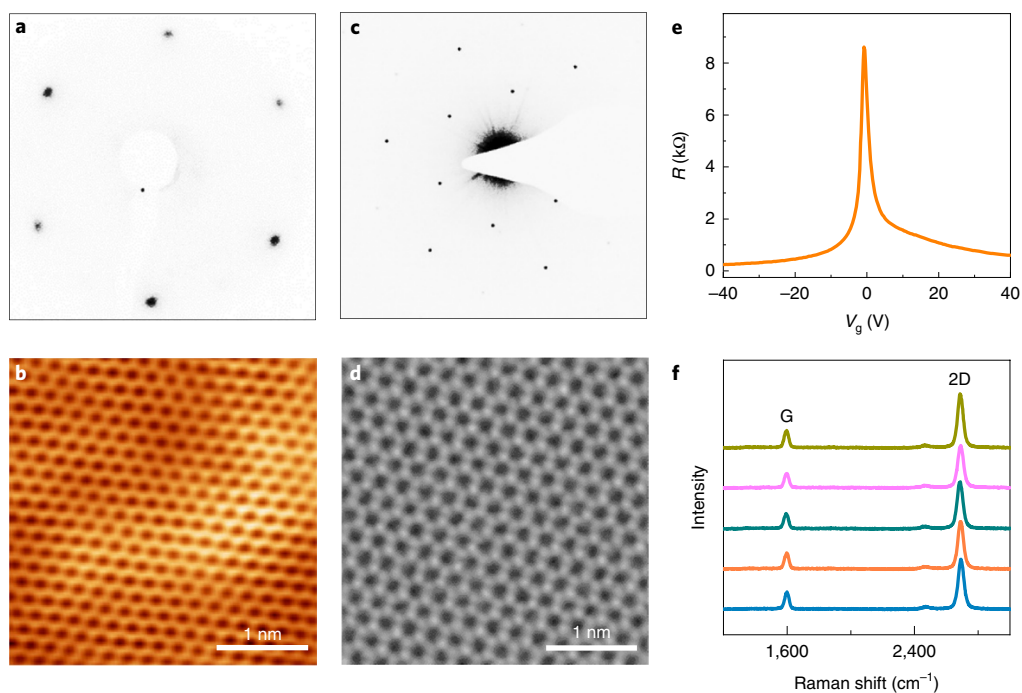 a
c
e
8
6
4
2
0
R (kΩ)
−40
−20
0
20
40
Vg (V)
b
1 nm
d
1 nm
f
2D
G
Intensity
1,600
2,400
Raman shift (cm−1)